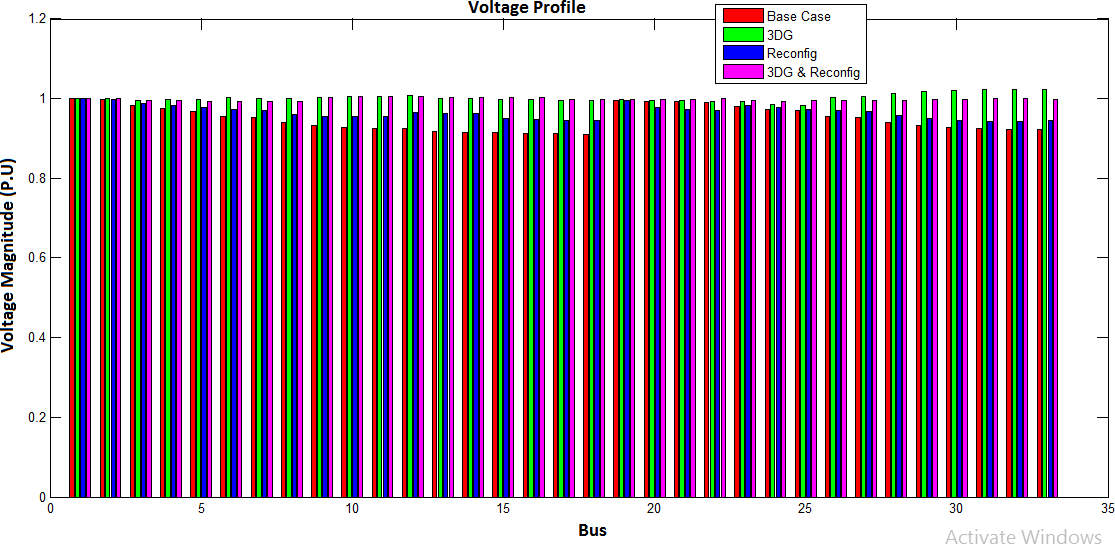 Voltage Profile
Base Case
3DG
Reconfig
3DG & Reconfig
1.2
1
0.8
0.6
0.4
0.2
0
Voltage Magnitude (P.U)
0 5 10 15 20 25 30 35
Bus
Activate Windows